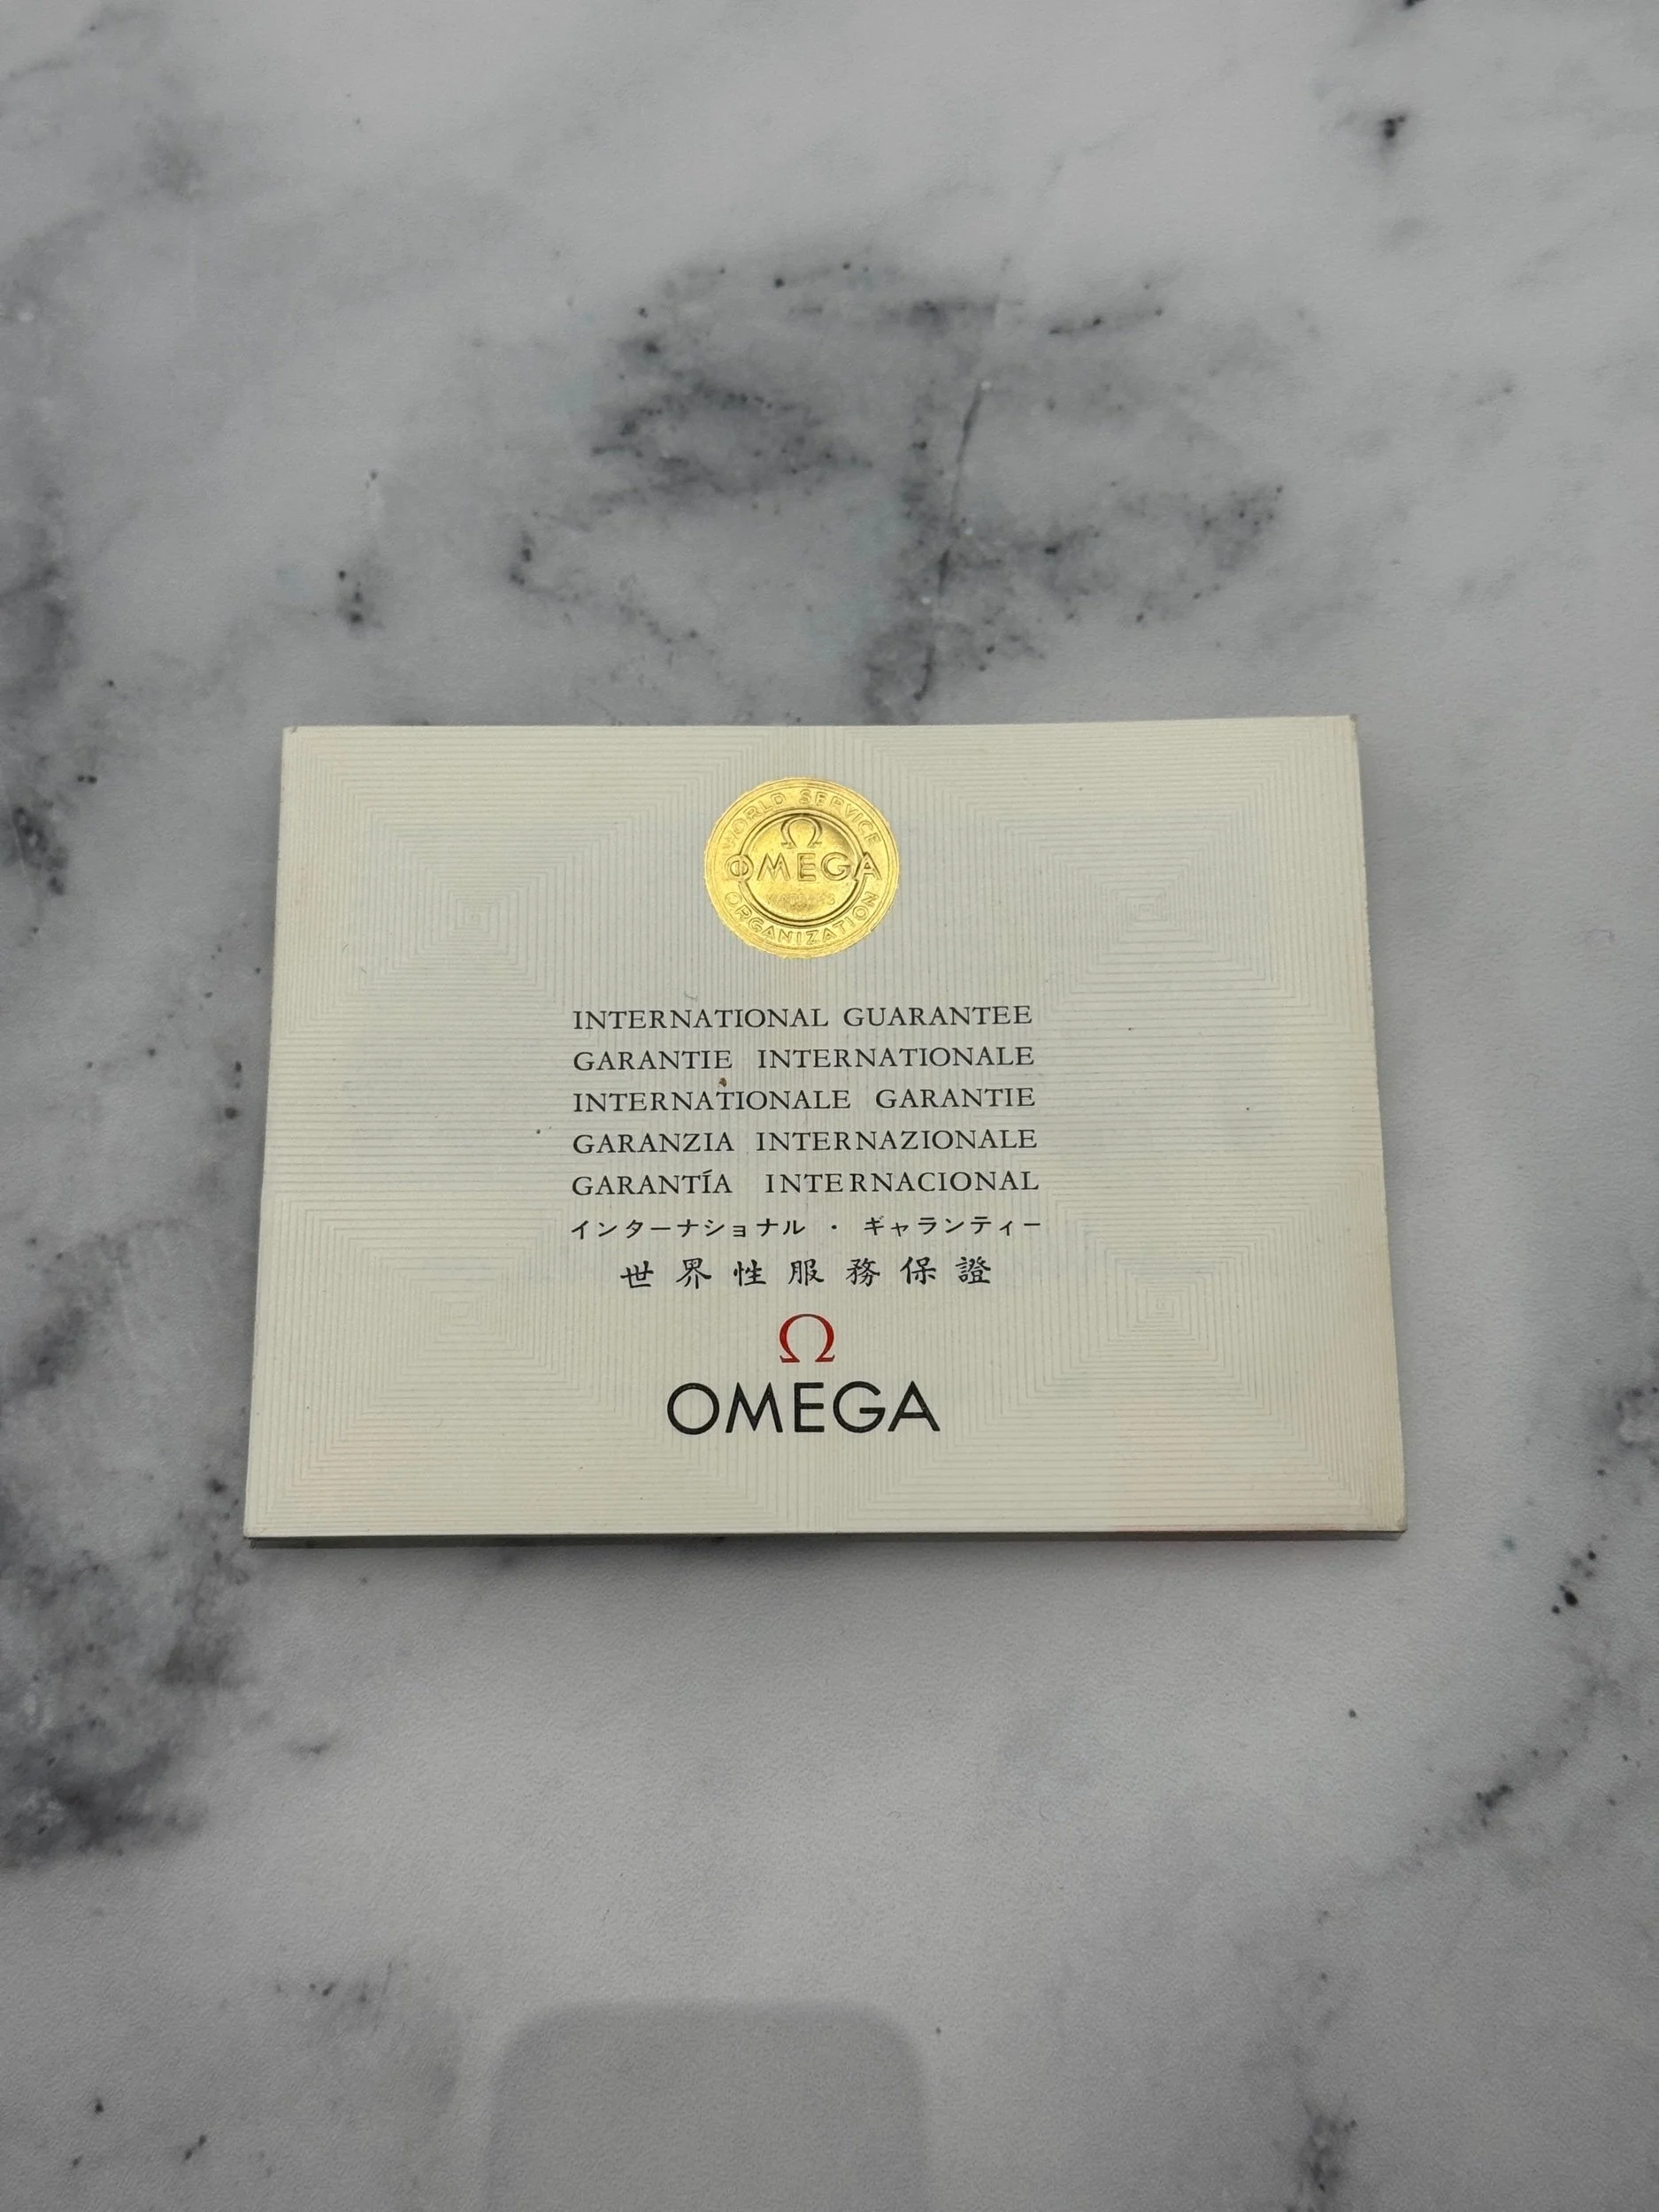 WORLD SERVICE
Ω
OMEGA
ORGANIZATION
INTERNATIONAL GUARANTEE
GARANTIE INTERNATIONALE
INTERNATIONALE GARANTIE
GARANZIA INTERNAZIONALE
GARANTÍA INTERNACIONAL
インターナショナル ・ ギャランティー
世界性服務保證
Ω
OMEGA